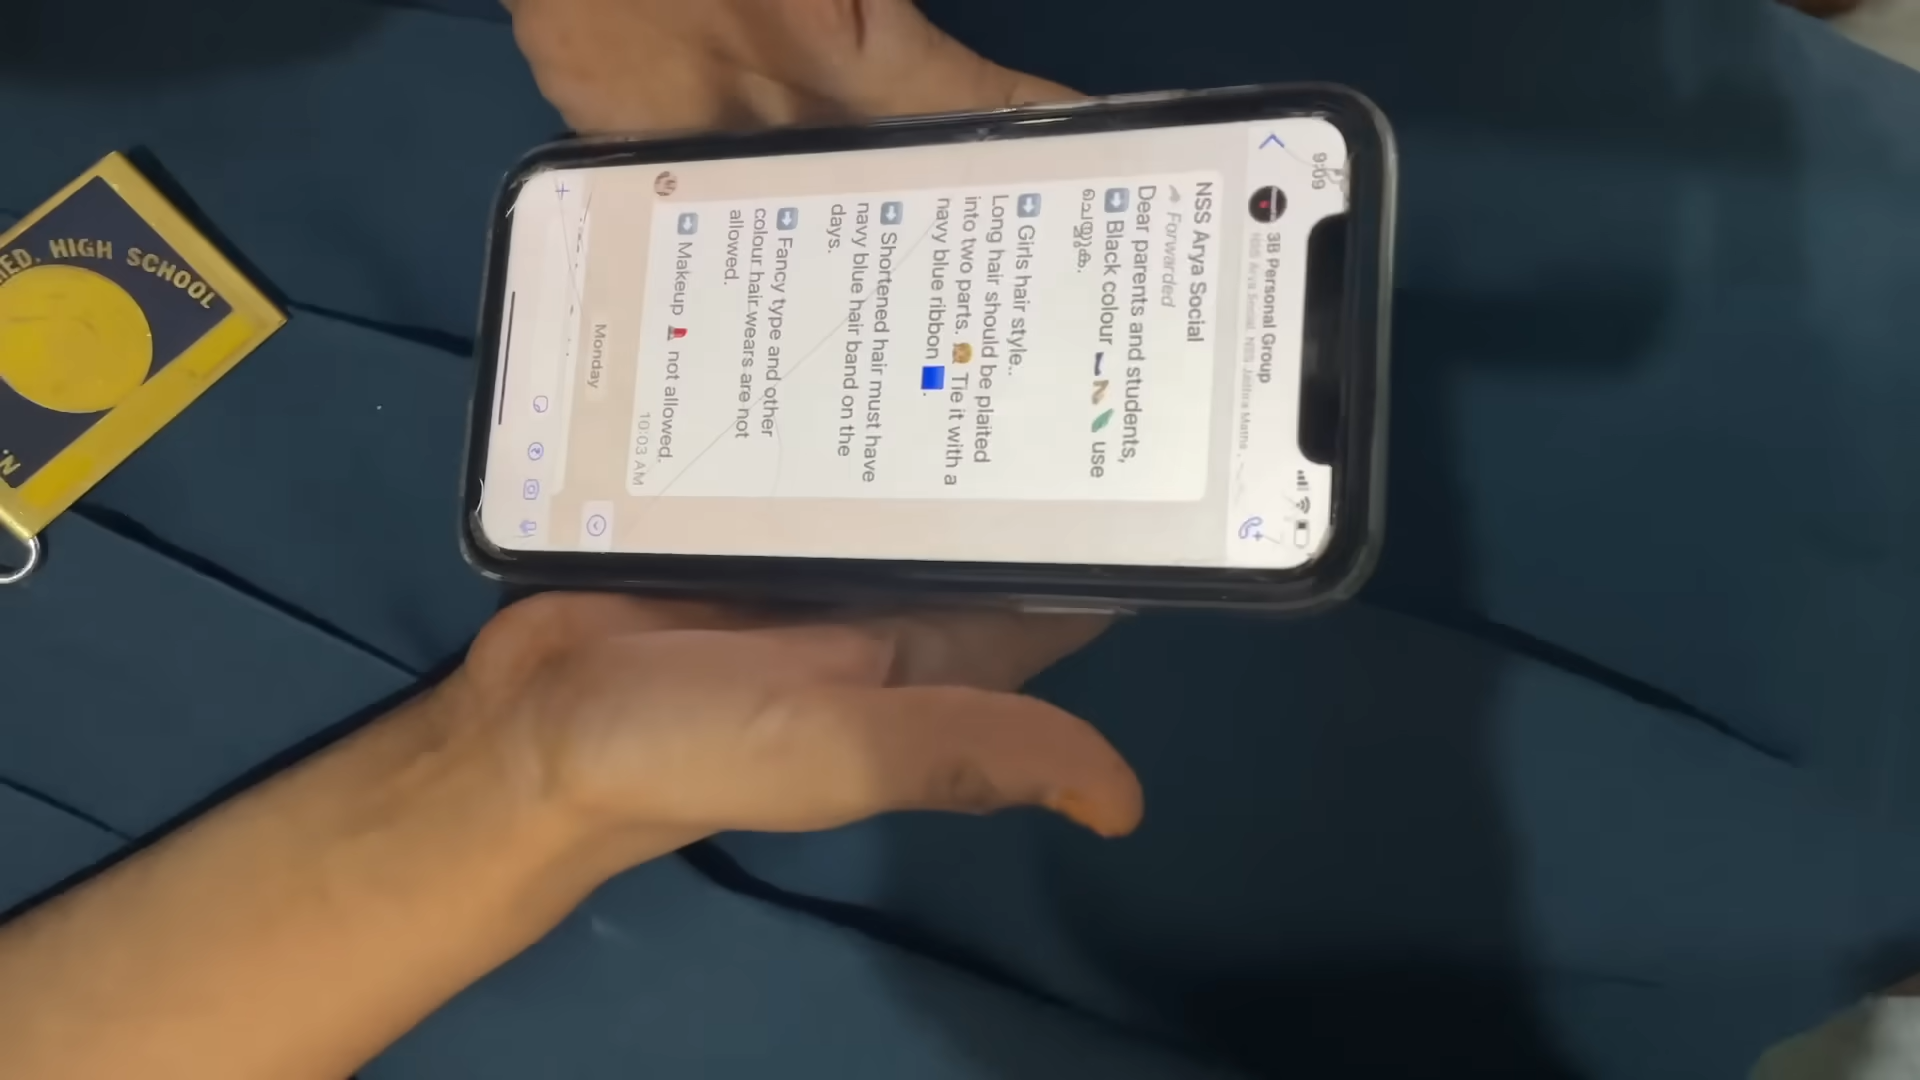 9:09
3B Personal Group
NSS Arya Social
Forwarded
Dear parents and students,
➡️ Black colour use
ചെയ്യുക.
➡️ Girls hair style..
Long hair should be plaited
into two parts. Tie it with a
navy blue ribbon 🟦.
➡️ Shortened hair must have
navy blue hair band on the
days.
➡️ Fancy type and other
colour hair wears are not
allowed.
➡️ Makeup 💄 not allowed.
10:03 AM
Monday
HIGH SCHOOL
N.